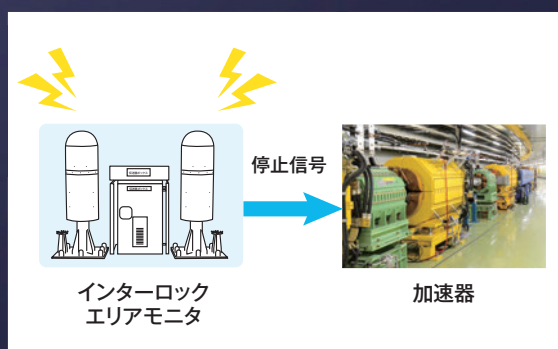 停止信号
インターロック
エリアモニタ
加速器